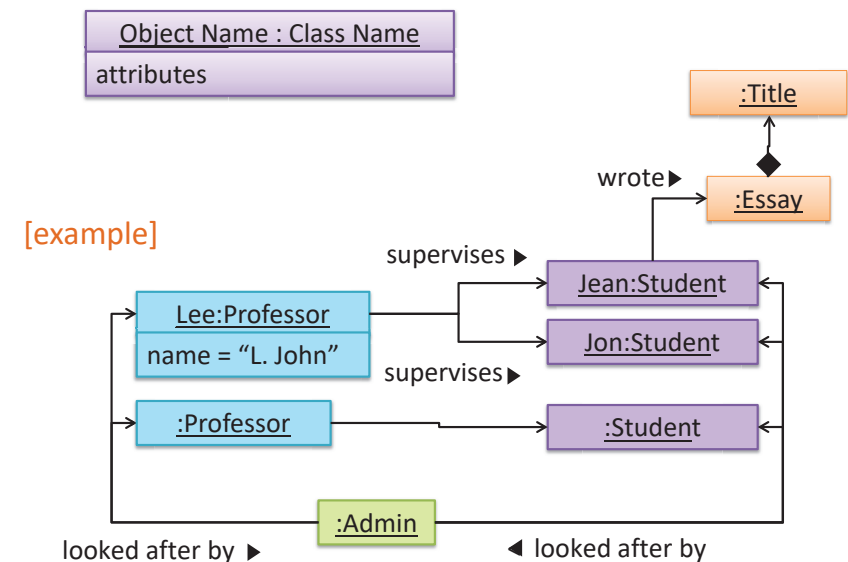 Object Name : Class Name
attributes
:Title
wrote▶
:Essay
[example]
supervises ▶
Jean:Student
Lee:Professor
name = “L. John”
Jon:Student
supervises▶
:Professor
:Student
:Admin
looked after by ▶
◀ looked after by